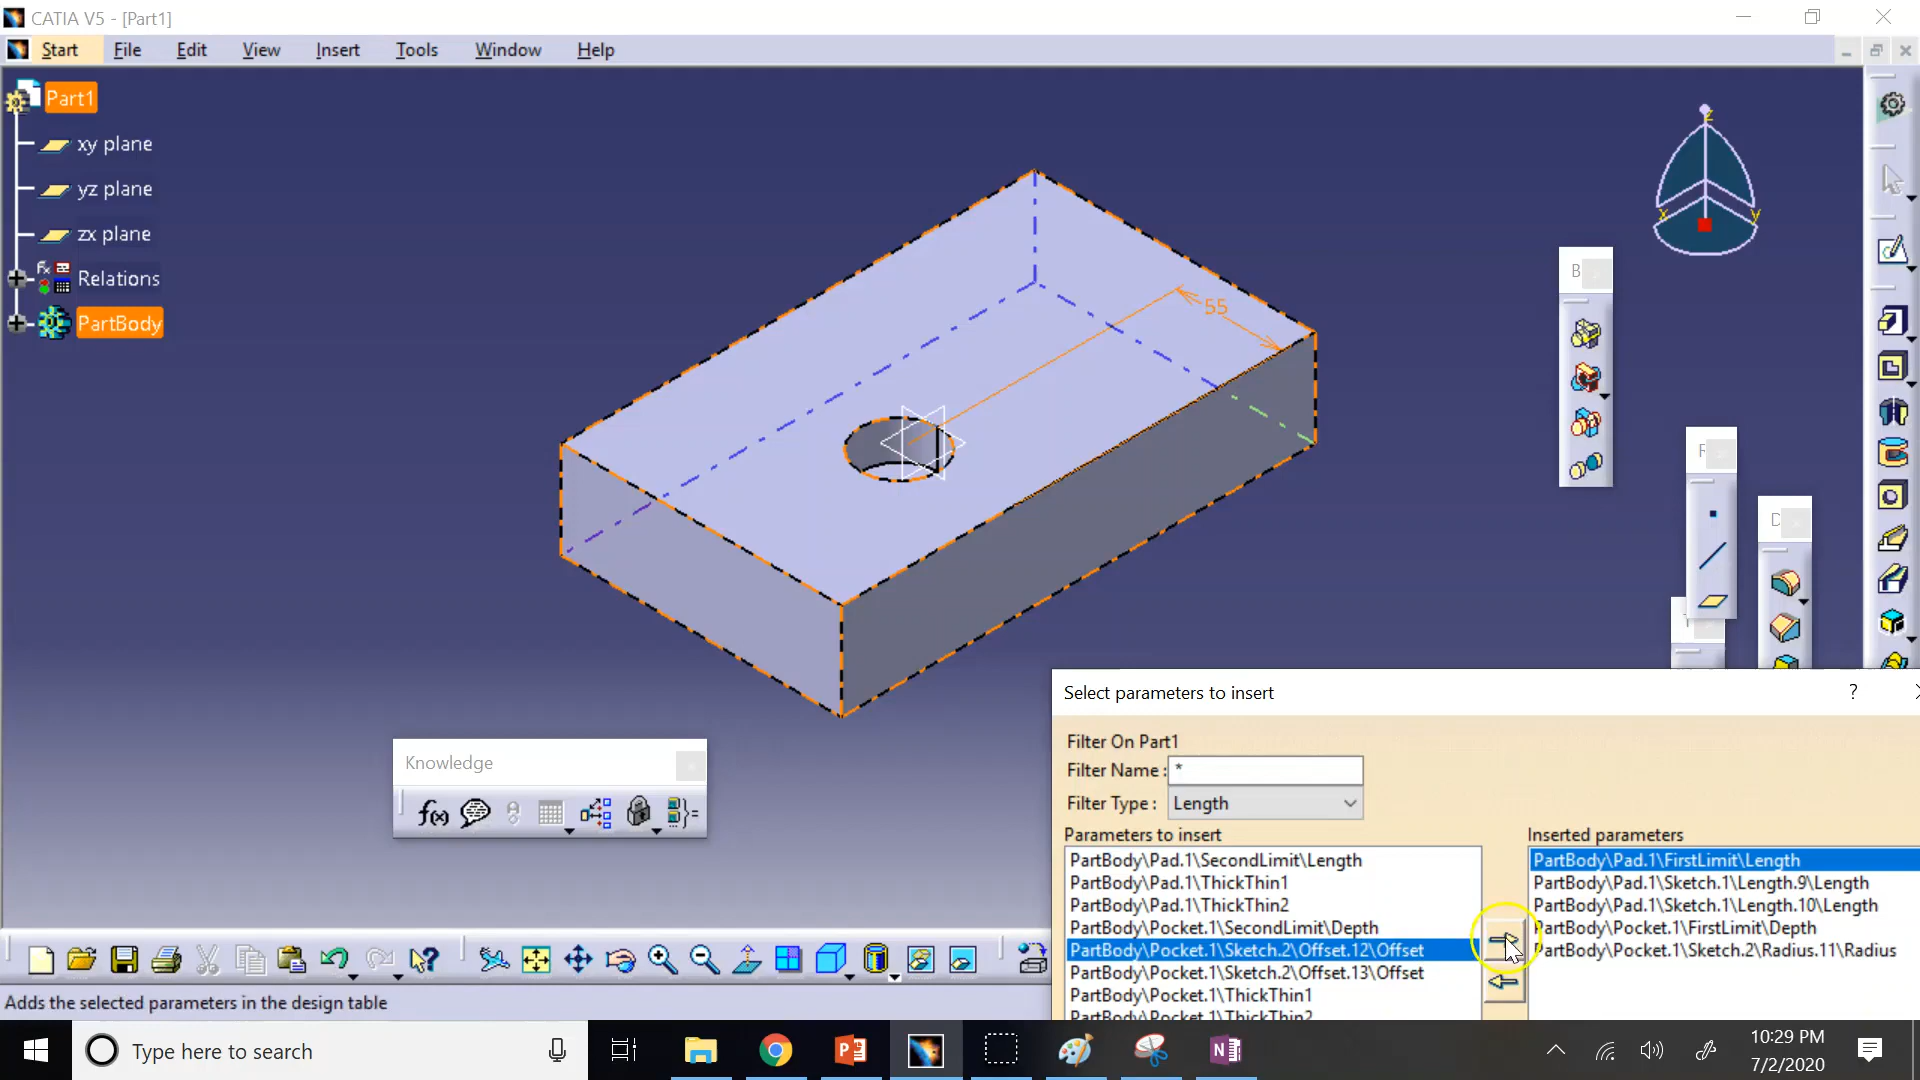 CATIA V5 - [Part1]
Start File Edit View Insert Tools Window Help
Part1
xy plane
yz plane
zx plane
Relations
PartBody
z
x
y
55
B
R
D
Knowledge
f(x)
Select parameters to insert
?
Filter On Part1
Filter Name : *
Filter Type : Length
Parameters to insert
PartBody\Pad.1\SecondLimit\Length
PartBody\Pad.1\ThickThin1
PartBody\Pad.1\ThickThin2
PartBody\Pocket.1\SecondLimit\Depth
PartBody\Pocket.1\Sketch.2\Offset.12\Offset
PartBody\Pocket.1\Sketch.2\Offset.13\Offset
PartBody\Pocket.1\ThickThin1
PartBody\Pocket.1\ThickThin2
Inserted parameters
PartBody\Pad.1\FirstLimit\Length
PartBody\Pad.1\Sketch.1\Length.9\Length
PartBody\Pad.1\Sketch.1\Length.10\Length
PartBody\Pocket.1\FirstLimit\Depth
PartBody\Pocket.1\Sketch.2\Radius.11\Radius
Adds the selected parameters in the design table
Type here to search
10:29 PM
7/2/2020